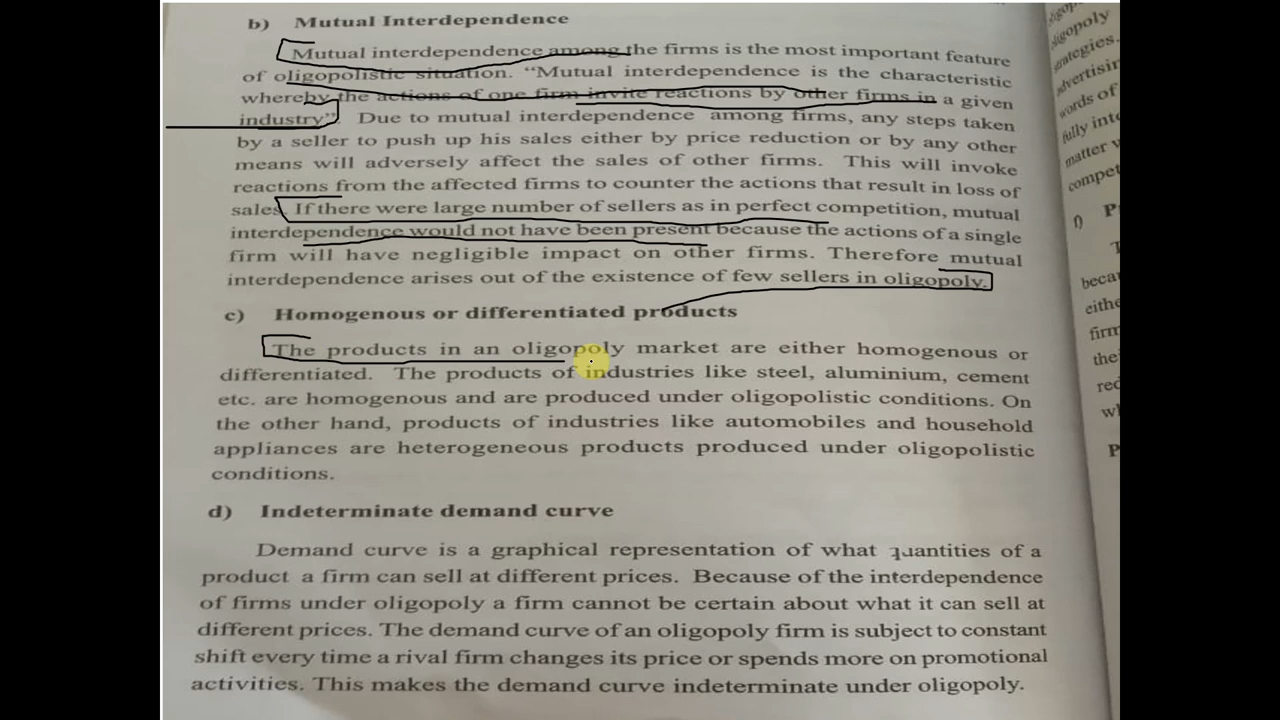 b) Mutual Interdependence
Mutual interdependence among the firms is the most important feature
of oligopolistic situation. "Mutual interdependence is the characteristic
whereby the actions of one firm invite reactions by other firms in a given
industry" Due to mutual interdependence among firms, any steps taken
by a seller to push up his sales either by price reduction or by any other
means will adversely affect the sales of other firms. This will invoke
reactions from the affected firms to counter the actions that result in loss of
sales. If there were large number of sellers as in perfect competition, mutual
interdependence would not have been present because the actions of a single
firm will have negligible impact on other firms. Therefore mutual
interdependence arises out of the existence of few sellers in oligopoly.
c) Homogenous or differentiated products
The products in an oligopoly market are either homogenous or
differentiated. The products of industries like steel, aluminium, cement
etc. are homogenous and are produced under oligopolistic conditions. On
the other hand, products of industries like automobiles and household
appliances are heterogeneous products produced under oligopolistic
conditions.
d) Indeterminate demand curve
Demand curve is a graphical representation of what quantities of a
product a firm can sell at different prices. Because of the interdependence
of firms under oligopoly a firm cannot be certain about what it can sell at
different prices. The demand curve of an oligopoly firm is subject to constant
shift every time a rival firm changes its price or spends more on promotional
activities. This makes the demand curve indeterminate under oligopoly.
oligopoly
strategies.
words of
matter
f)